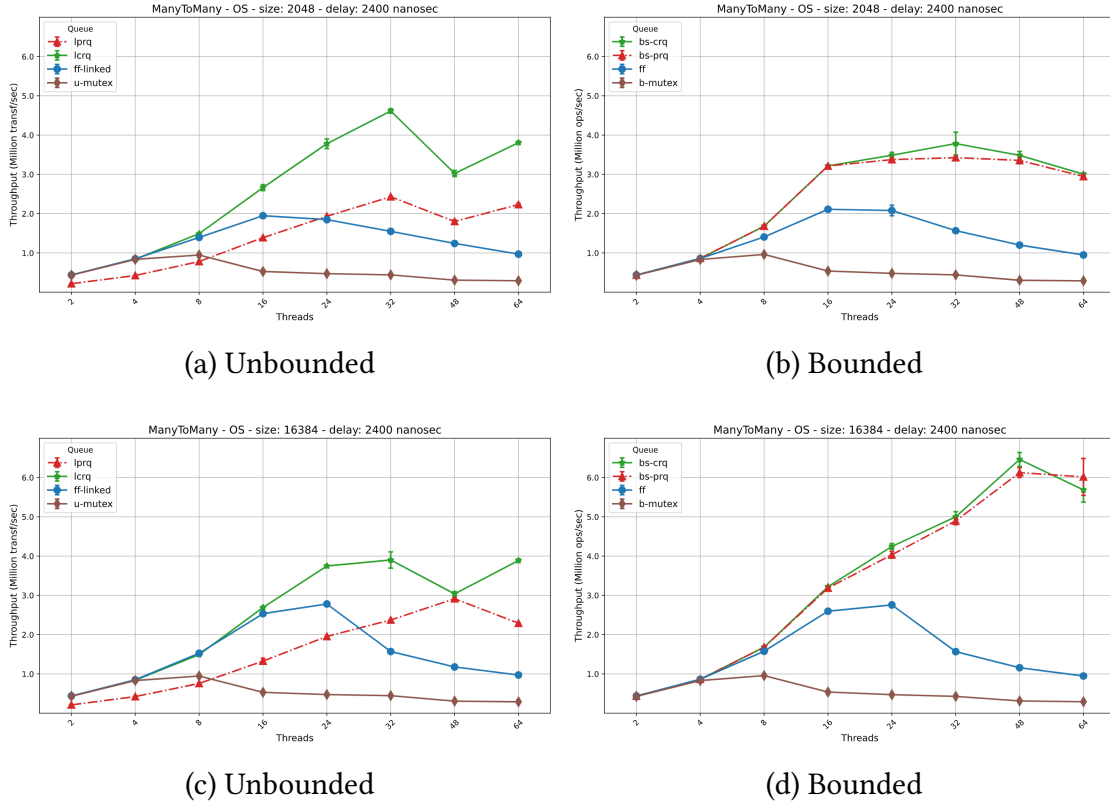 ManyToMany - OS - size: 2048 - delay: 2400 nanosec
Queue
lprq
lcrq
ff-linked
u-mutex
Throughput (Million transf/sec)
6.0
5.0
4.0
3.0
2.0
1.0
2 4 8 16 24 32 48 64
Threads
(a) Unbounded
ManyToMany - OS - size: 2048 - delay: 2400 nanosec
Queue
bs-crq
bs-prq
ff
b-mutex
Throughput (Million ops/sec)
6.0
5.0
4.0
3.0
2.0
1.0
2 4 8 16 24 32 48 64
Threads
(b) Bounded
ManyToMany - OS - size: 16384 - delay: 2400 nanosec
Queue
lprq
lcrq
ff-linked
u-mutex
Throughput (Million transf/sec)
6.0
5.0
4.0
3.0
2.0
1.0
2 4 8 16 24 32 48 64
Threads
(c) Unbounded
ManyToMany - OS - size: 16384 - delay: 2400 nanosec
Queue
bs-crq
bs-prq
ff
b-mutex
Throughput (Million ops/sec)
6.0
5.0
4.0
3.0
2.0
1.0
2 4 8 16 24 32 48 64
Threads
(d) Bounded